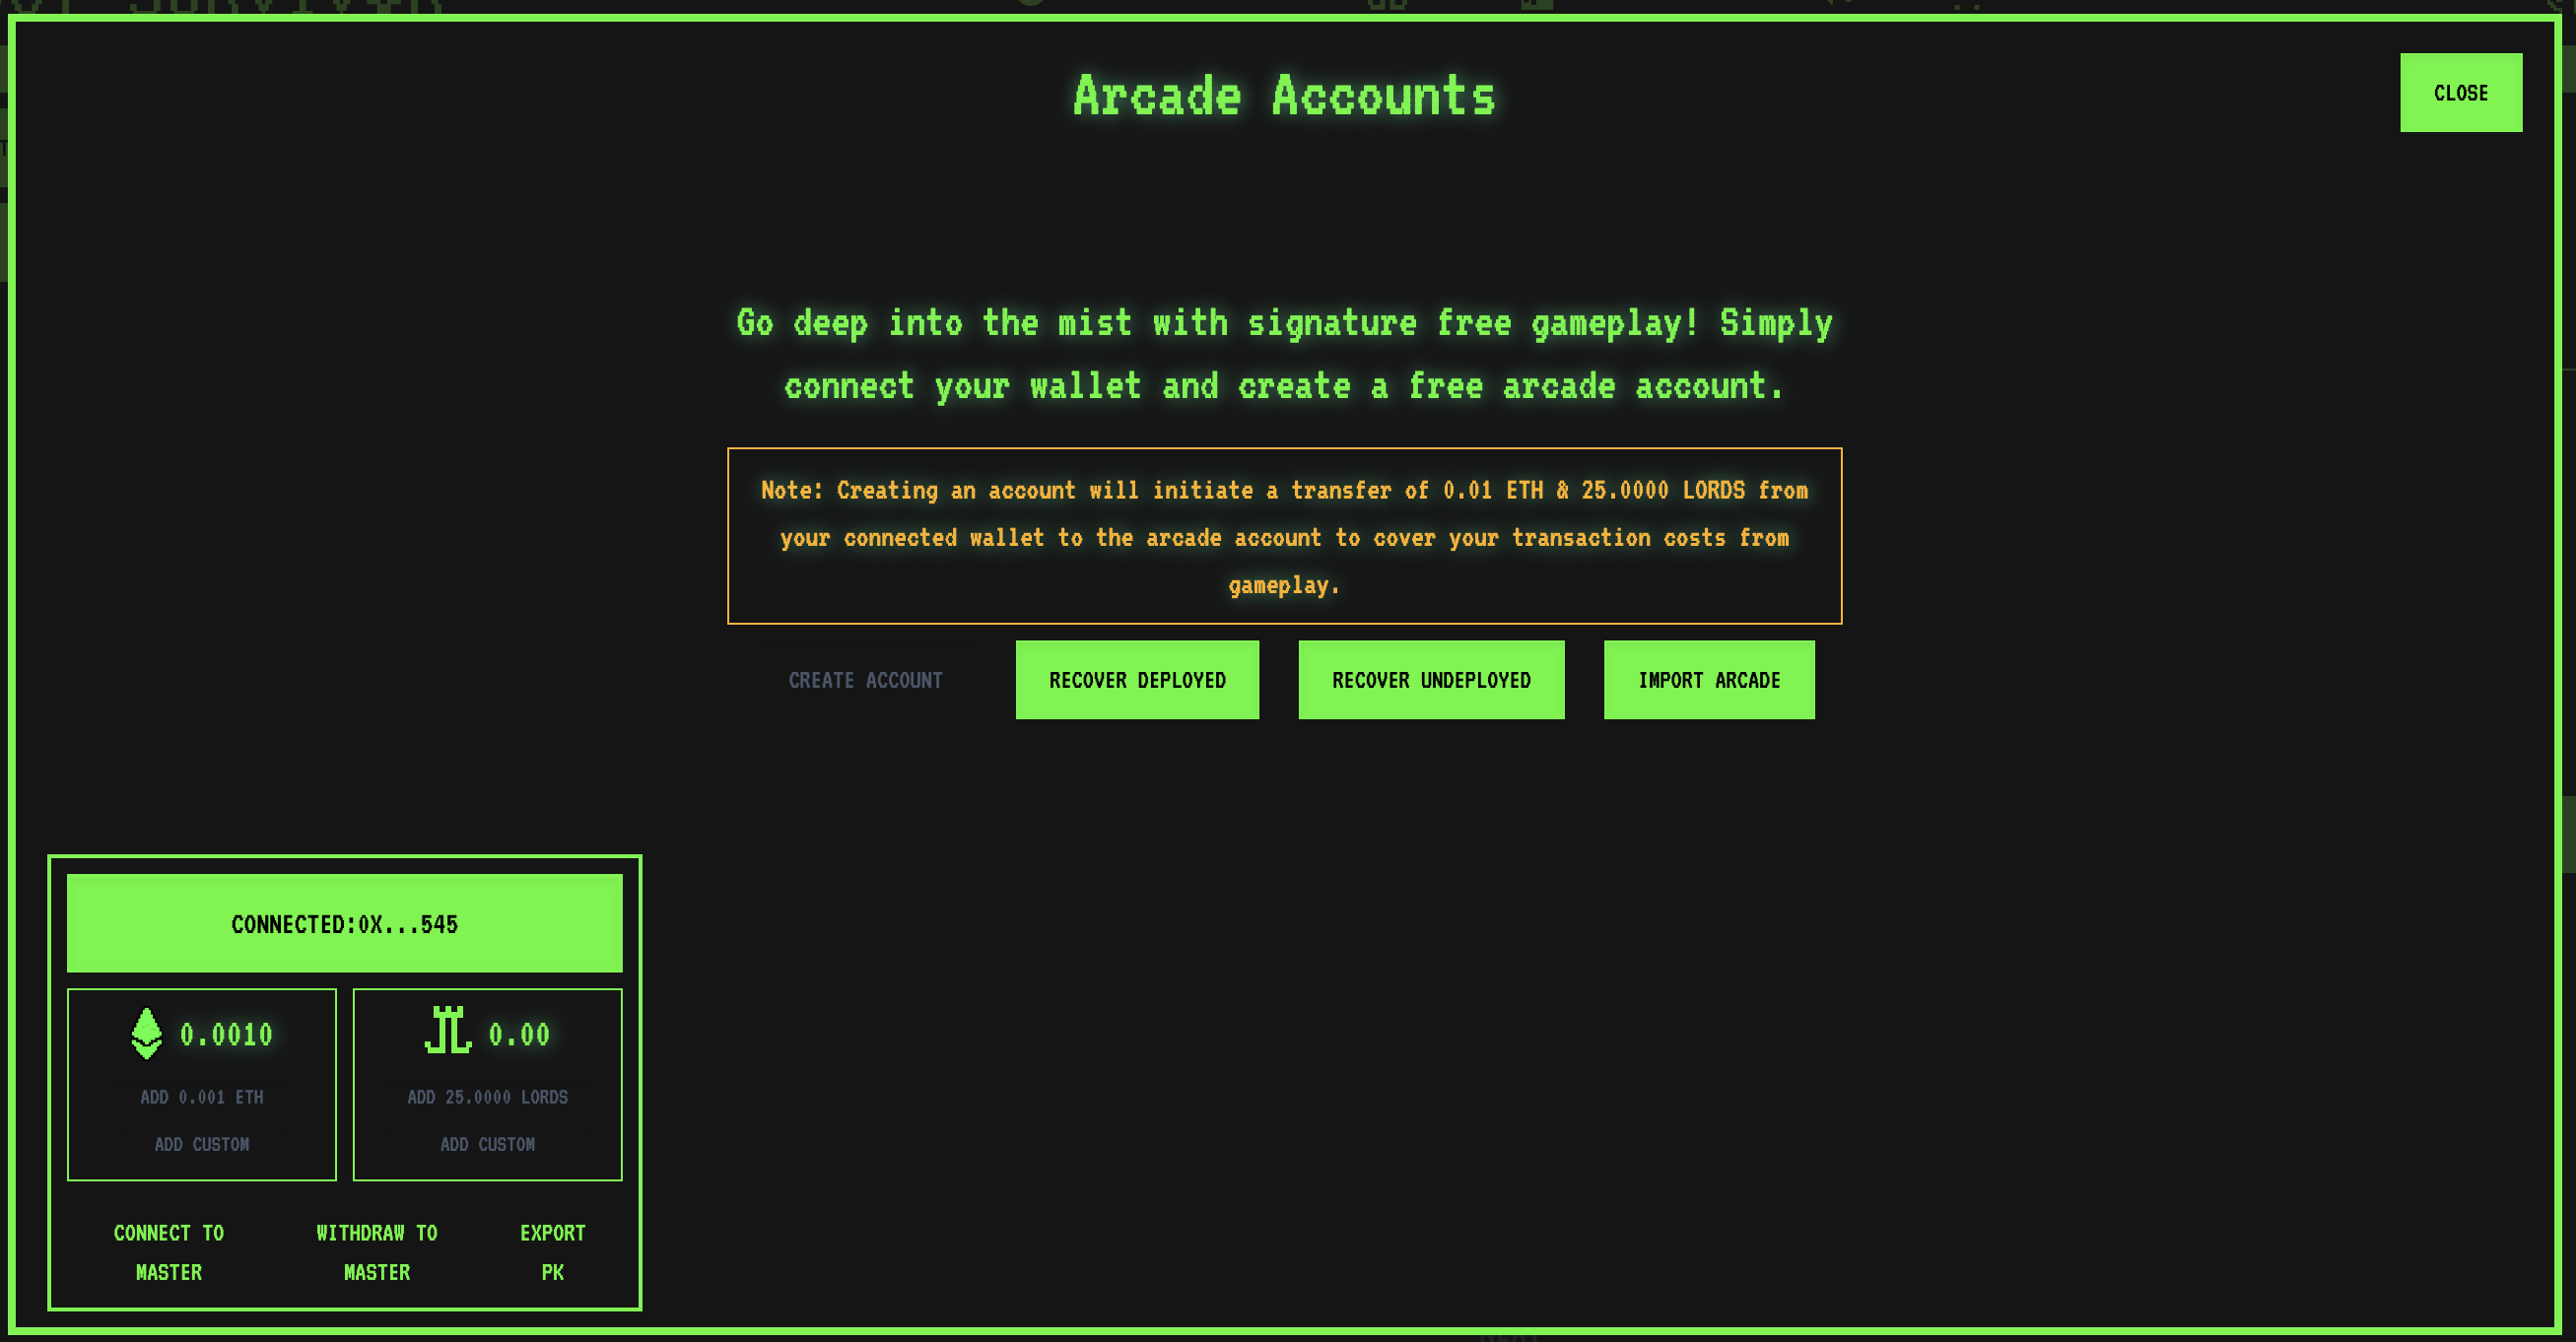 Arcade Accounts
CLOSE
Go deep into the mist with signature free gameplay! Simply
connect your wallet and create a free arcade account.
Note: Creating an account will initiate a transfer of 0.01 ETH & 25.0000 LORDS from
your connected wallet to the arcade account to cover your transaction costs from
gameplay.
CREATE ACCOUNT
RECOVER DEPLOYED
RECOVER UNDEPLOYED
IMPORT ARCADE
CONNECTED:0X...545
0.0010
ADD 0.001 ETH
ADD CUSTOM
0.00
ADD 25.0000 LORDS
ADD CUSTOM
CONNECT TO
MASTER
WITHDRAW TO
MASTER
EXPORT
PK